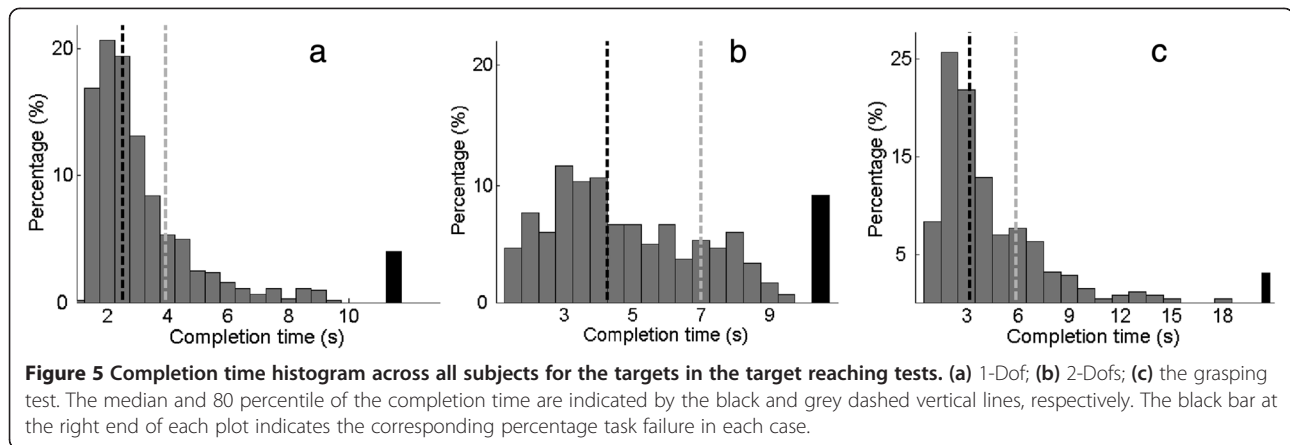 a
20
10
0
Percentage (%)
2 4 6 8 10
Completion time (s)
b
20
10
0
Percentage (%)
3 5 7 9
Completion time (s)
c
25
15
5
Percentage (%)
3 6 9 12 15 18
Completion time (s)
Figure 5 Completion time histogram across all subjects for the targets in the target reaching tests. (a) 1-Dof; (b) 2-Dofs; (c) the grasping
test. The median and 80 percentile of the completion time are indicated by the black and grey dashed vertical lines, respectively. The black bar at
the right end of each plot indicates the corresponding percentage task failure in each case.